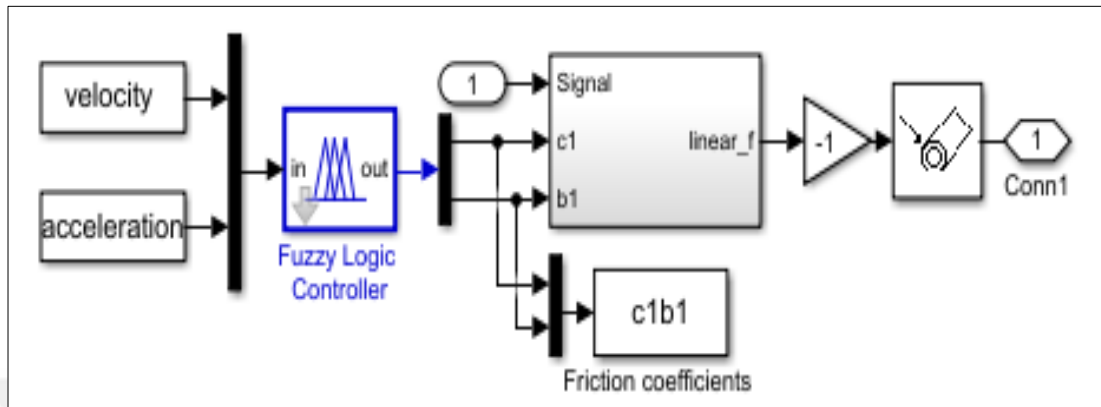 velocity
acceleration
in
out
Fuzzy Logic
Controller
1
Signal
c1
b1
linear_f
-1
1
Conn1
c1b1
Friction coefficients